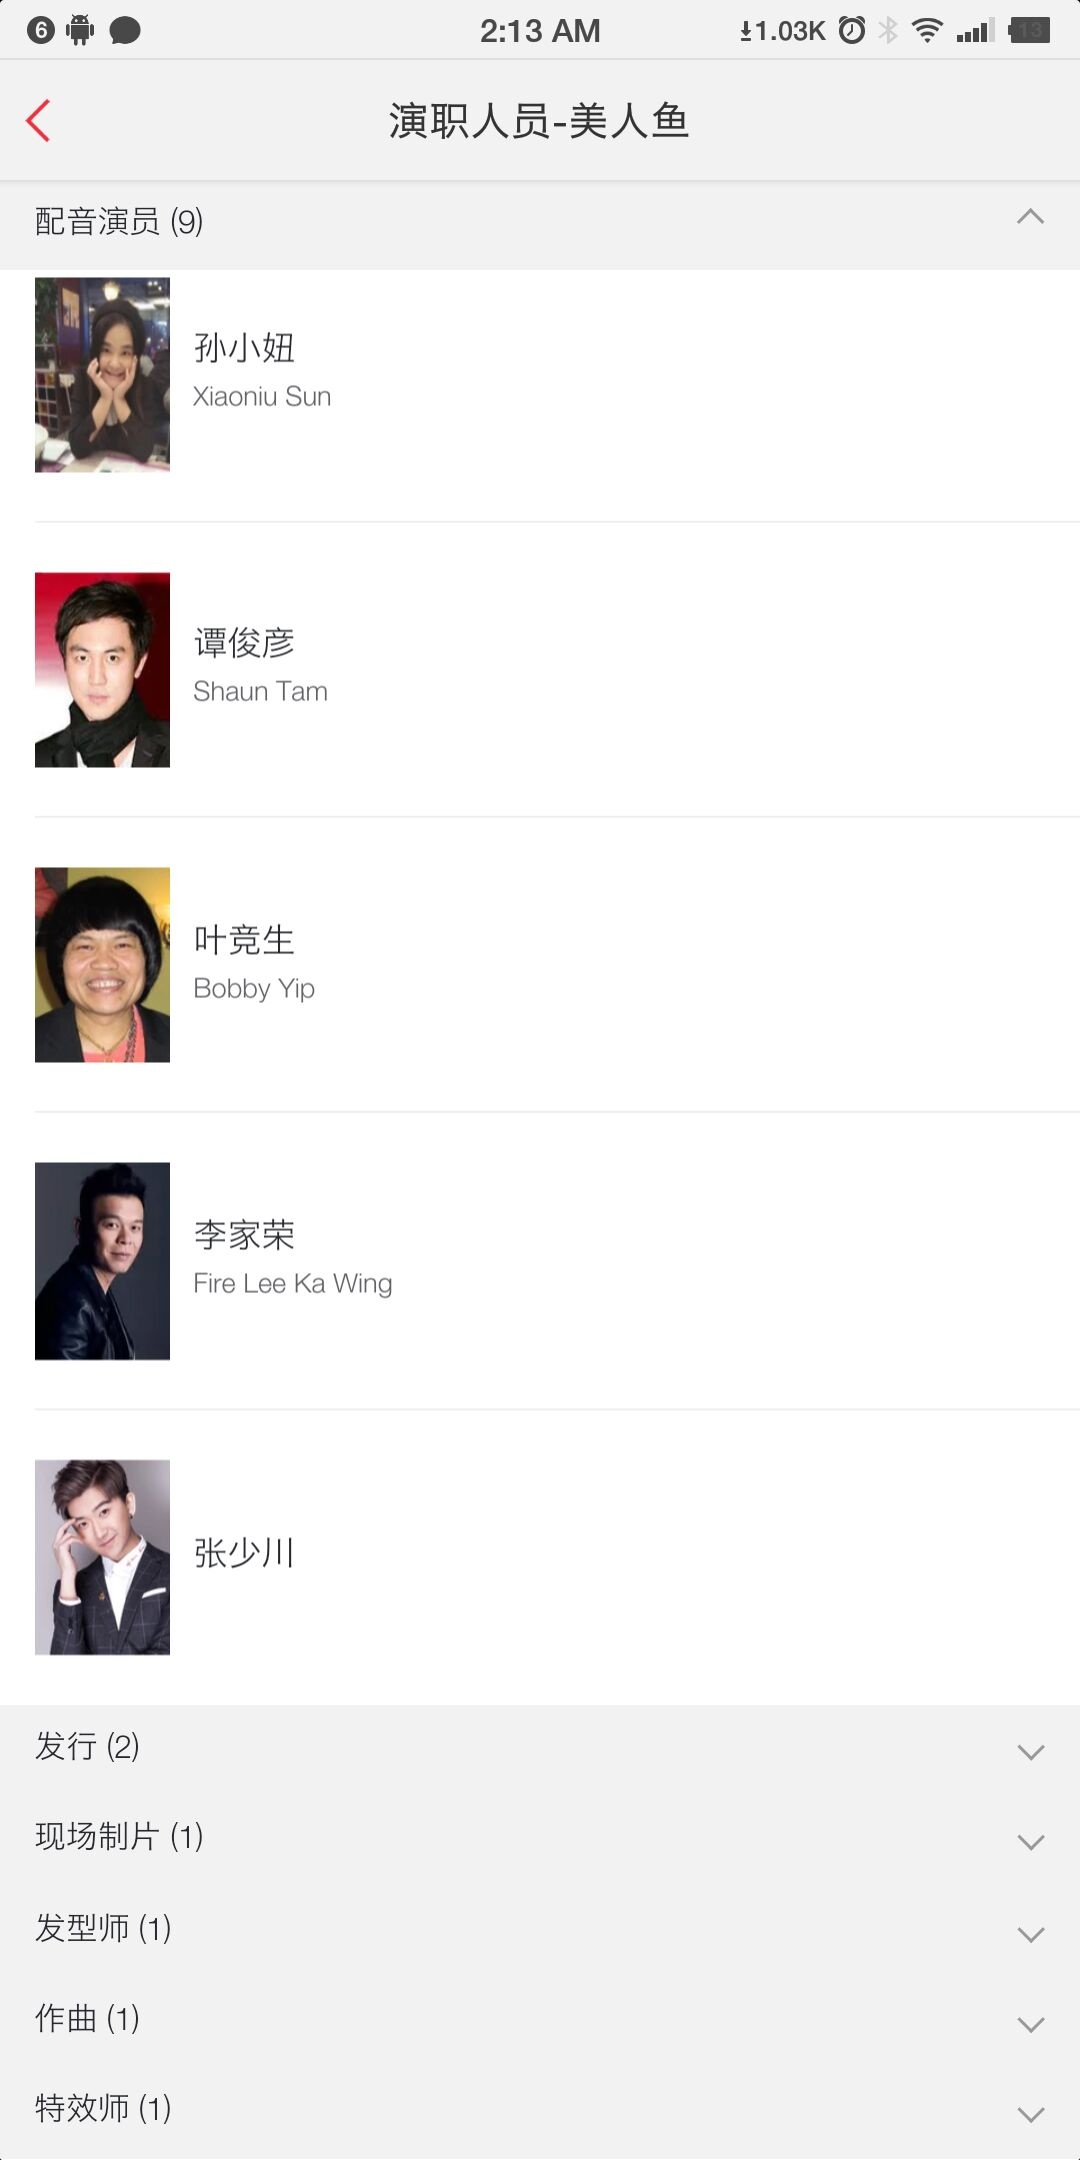 6 2:13 AM 1.03K 13
演职人员-美人鱼
配音演员 (9)
孙小妞
Xiaoniu Sun
谭俊彦
Shaun Tam
叶竞生
Bobby Yip
李家荣
Fire Lee Ka Wing
张少川
发行 (2)
现场制片 (1)
发型师 (1)
作曲 (1)
特效师 (1)